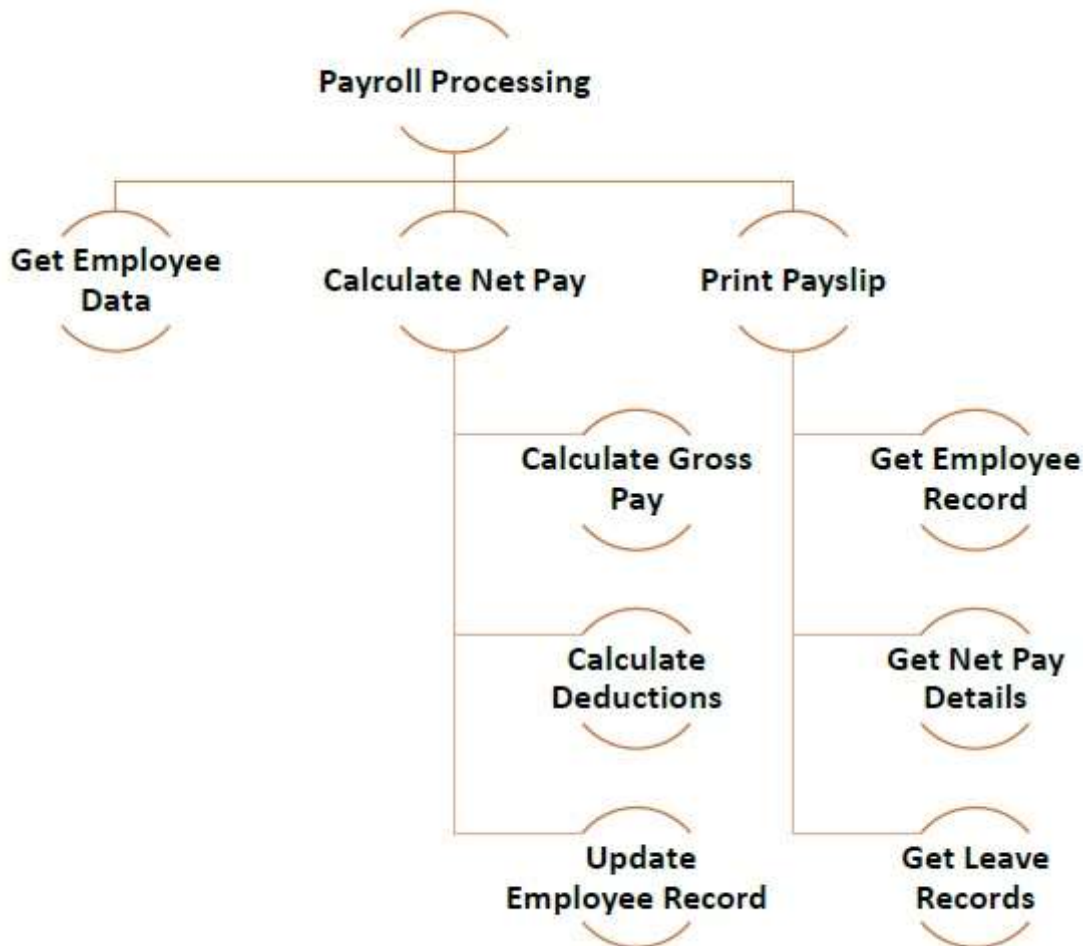 Payroll Processing
Get Employee
Data
Calculate Net Pay
Print Payslip
Calculate Gross
Pay
Get Employee
Record
Calculate
Deductions
Get Net Pay
Details
Update
Employee Record
Get Leave
Records